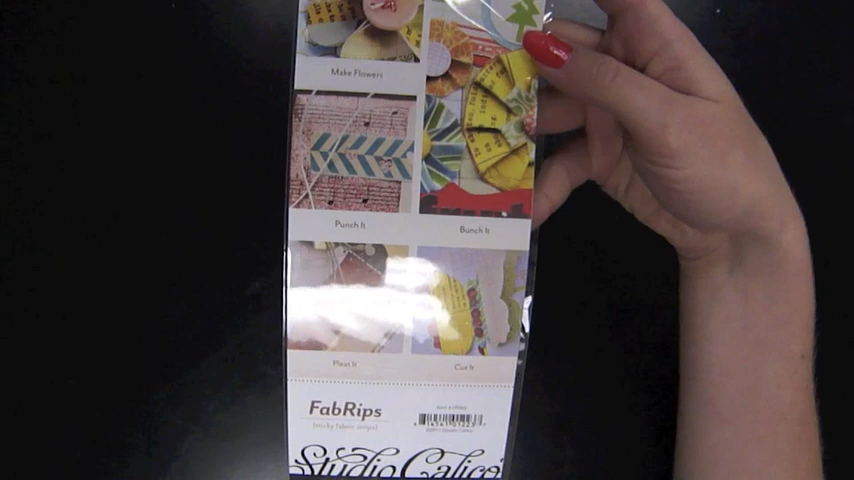 Make Flowers
Punch It
Bunch It
Pleat It
Cut It
FabRips
{sticky fabric strips}
Studio Calico